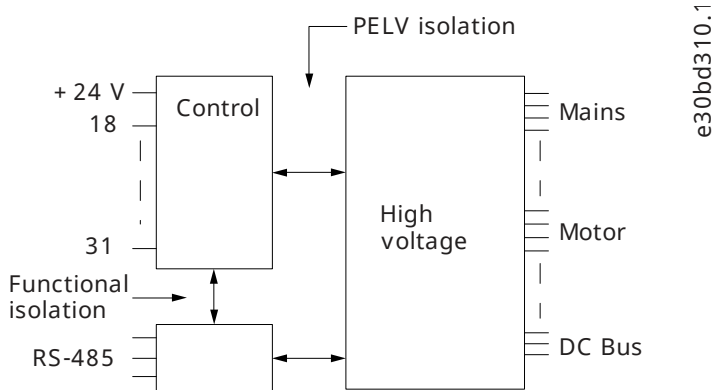 PELV isolation
e30bd310.1
+ 24 V
Control
18
Mains
High
voltage
Motor
31
Functional
isolation
RS-485
DC Bus